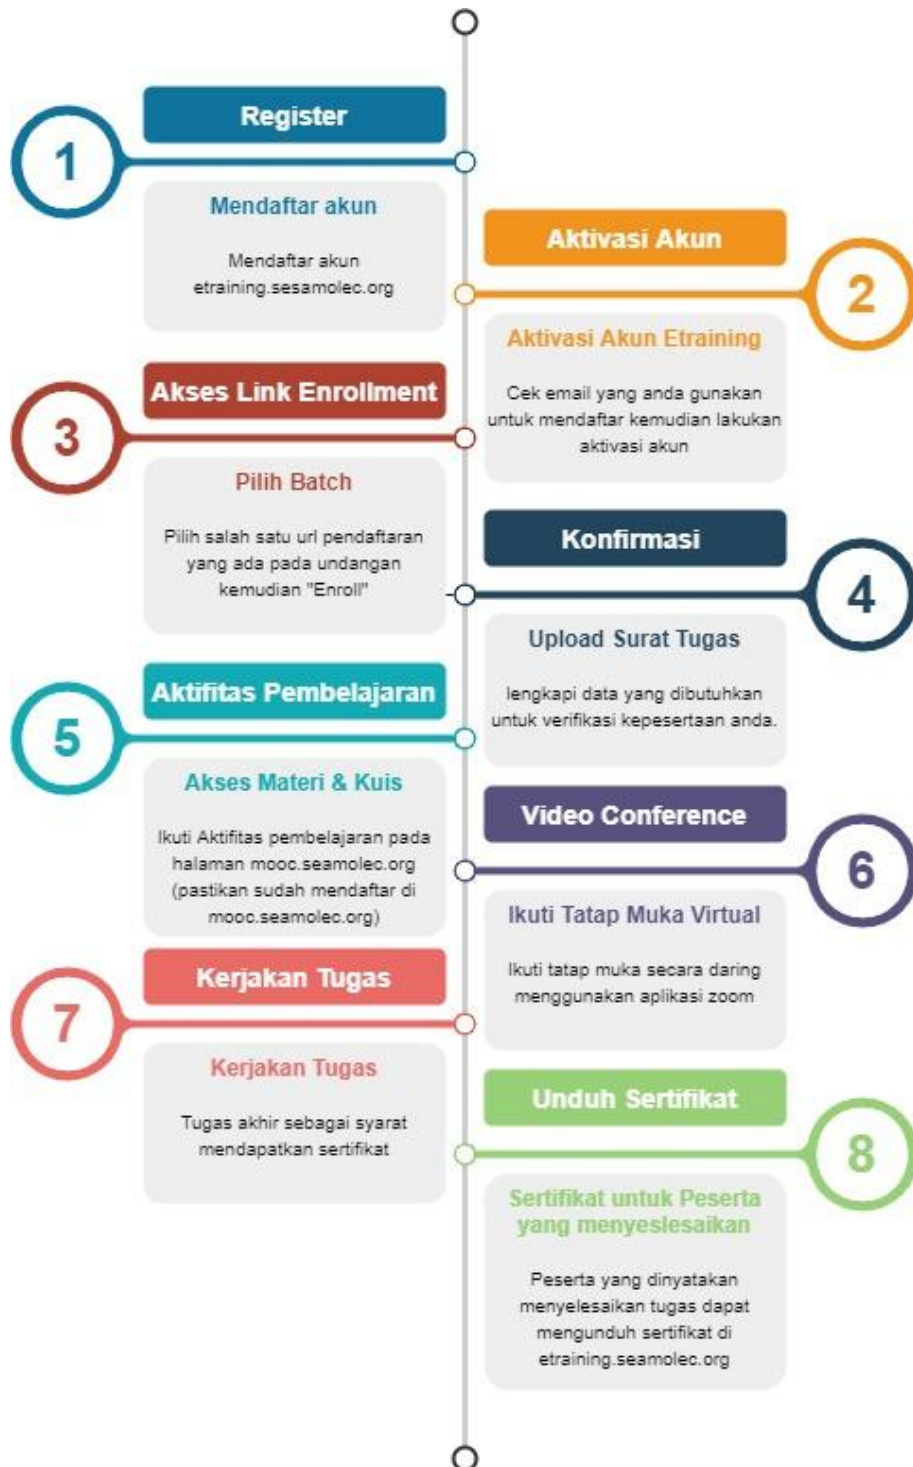 1
Register
Mendaftar akun
Mendaftar akun
etraining.sesamolec.org
2
Aktivasi Akun
Aktivasi Akun Etraining
Cek email yang anda gunakan
untuk mendaftar kemudian lakukan
aktivasi akun
3
Akses Link Enrollment
Pilih Batch
Pilih salah satu url pendaftaran
yang ada pada undangan
kemudian "Enroll"
4
Konfirmasi
Upload Surat Tugas
lengkapi data yang dibutuhkan
untuk verifikasi kepesertaan anda.
5
Aktifitas Pembelajaran
Akses Materi & Kuis
Ikuti Aktifitas pembelajaran pada
halaman mooc.seamolec.org
(pastikan sudah mendaftar di
mooc.seamolec.org)
6
Video Conference
Ikuti Tatap Muka Virtual
Ikuti tatap muka secara daring
menggunakan aplikasi zoom
7
Kerjakan Tugas
Kerjakan Tugas
Tugas akhir sebagai syarat
mendapatkan sertifikat
8
Unduh Sertifikat
Sertifikat untuk Peserta
yang menyeslesaikan
Peserta yang dinyatakan
menyelesaikan tugas dapat
mengunduh sertifikat di
etraining.seamolec.org